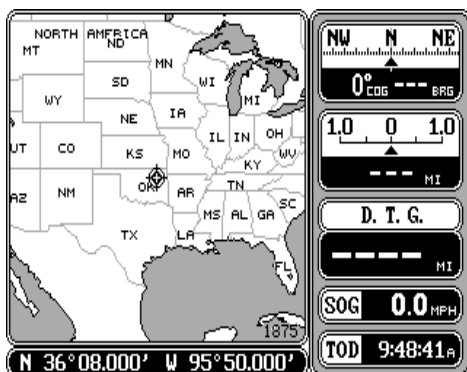 NORTH AMERICA
MT
ND
MN
SD
WI
WY
MI
NE
IA
IL
IN
OH
UT
CO
KS
MO
WV
KY
OK
TN
AZ
NM
AR
SC
MS
AL
GA
TX
LA
FL
1875
N 36°08.000' W 95°50.000'
NW N NE
0° COG --- BRG
1.0 0 1.0
--- MI
D. T. G.
---- MI
SOG 0.0 MPH
TOD 9:48:41A